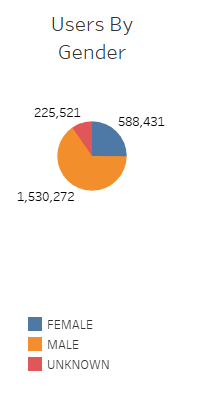 Users By
Gender
225,521
588,431
1,530,272
FEMALE
MALE
UNKNOWN